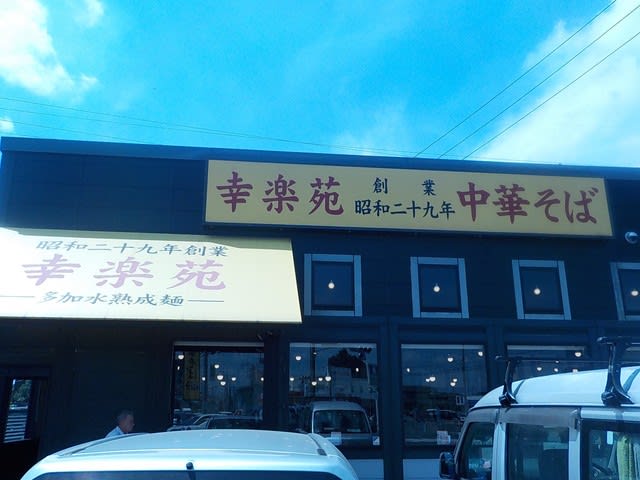 幸楽苑 創業 中華そば
昭和二十九年
昭和二十九年創業
幸楽苑
多加水熟成麺